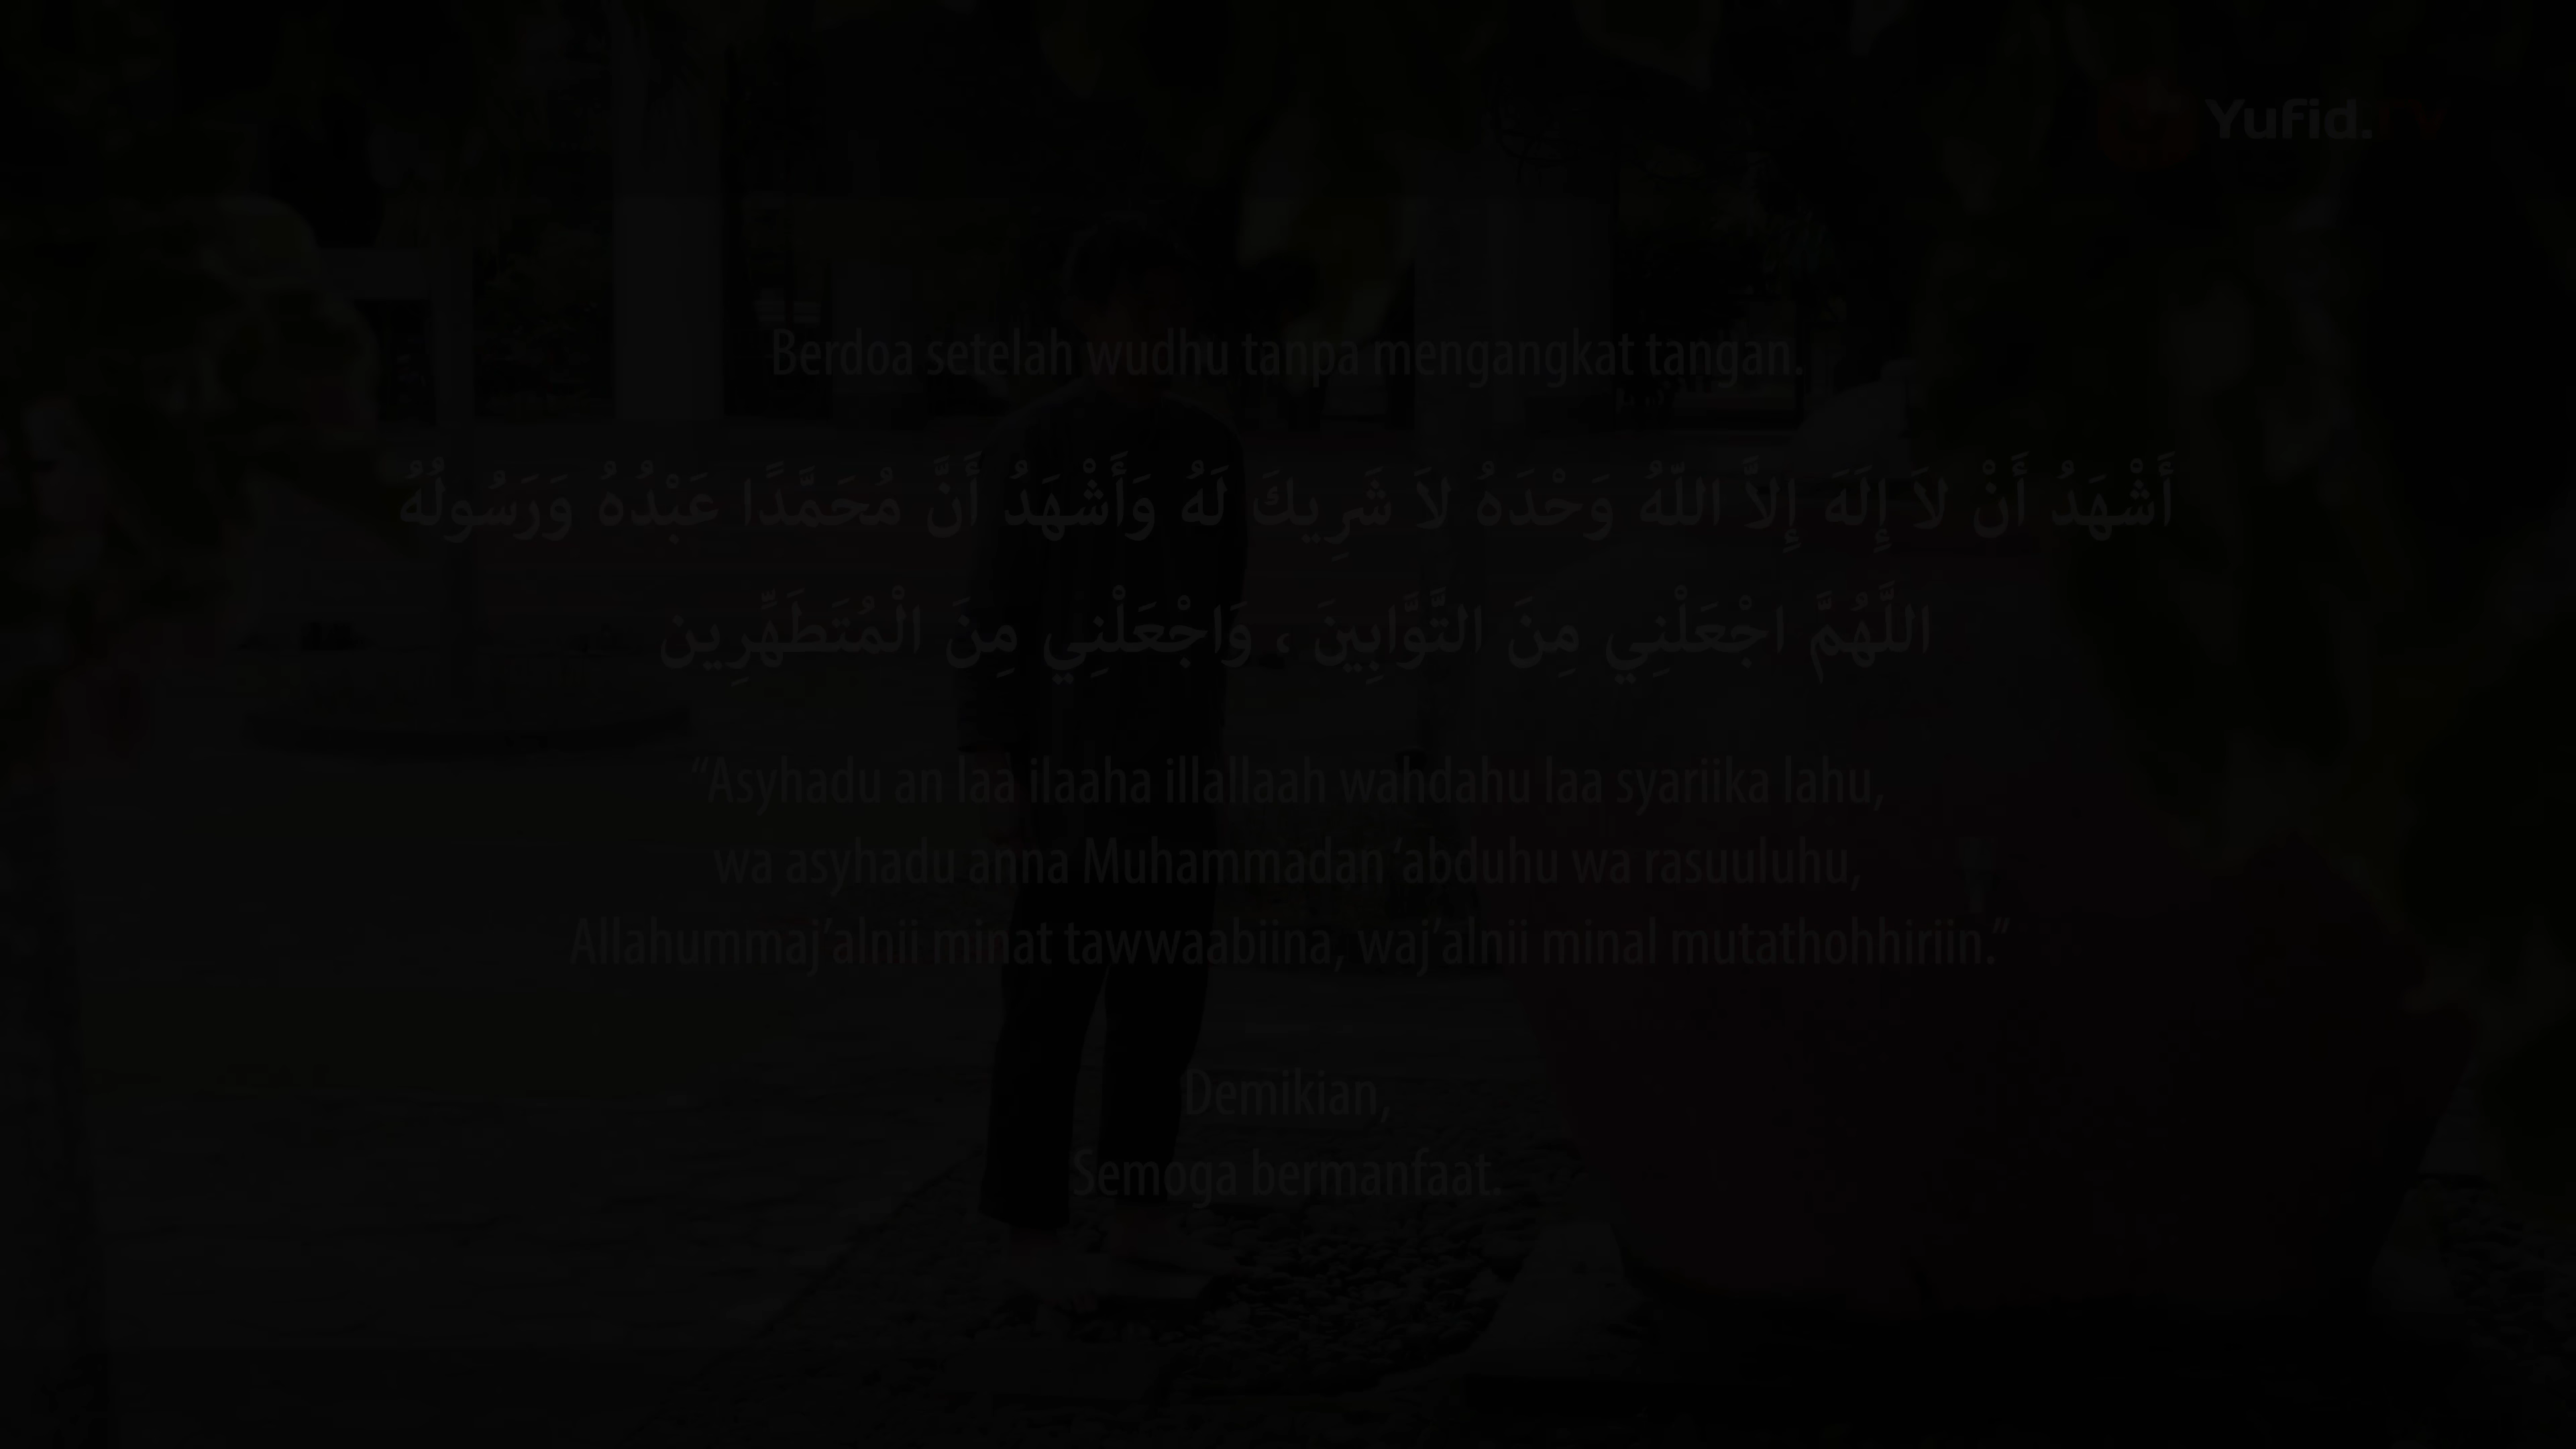 Yufid.TV
Berdoa setelah wudhu tanpa mengangkat tangan.
أَشْهَدُ أَنْ لاَ إِلَهَ إِلاَّ اللَّهُ وَحْدَهُ لاَ شَرِيكَ لَهُ وَأَشْهَدُ أَنَّ مُحَمَّدًا عَبْدُهُ وَرَسُولُهُ
اللَّهُمَّ اجْعَلْنِي مِنَ التَّوَّابِينَ ، وَاجْعَلْنِي مِنَ الْمُتَطَهِّرِين
“Asyhadu an laa ilaaha illallaah wahdahu laa syariika lahu,
wa asyhadu anna Muhammadan ‘abduhu wa rasuuluhu,
Allahummaj’alnii minat tawwaabiina, waj’alnii minal mutathohhiriin.”
Demikian,
Semoga bermanfaat.